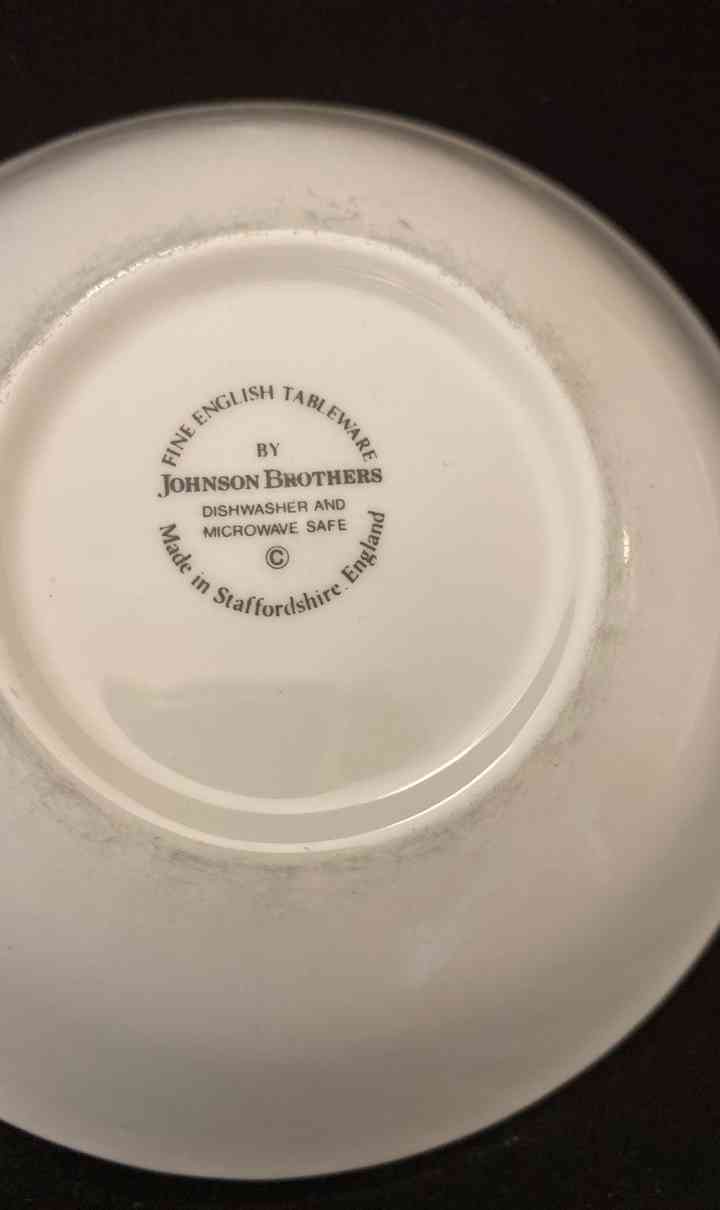 FINE ENGLISH TABLEWARE
BY
JOHNSON BROTHERS
DISHWASHER AND
MICROWAVE SAFE
©
Made in Staffordshire. England